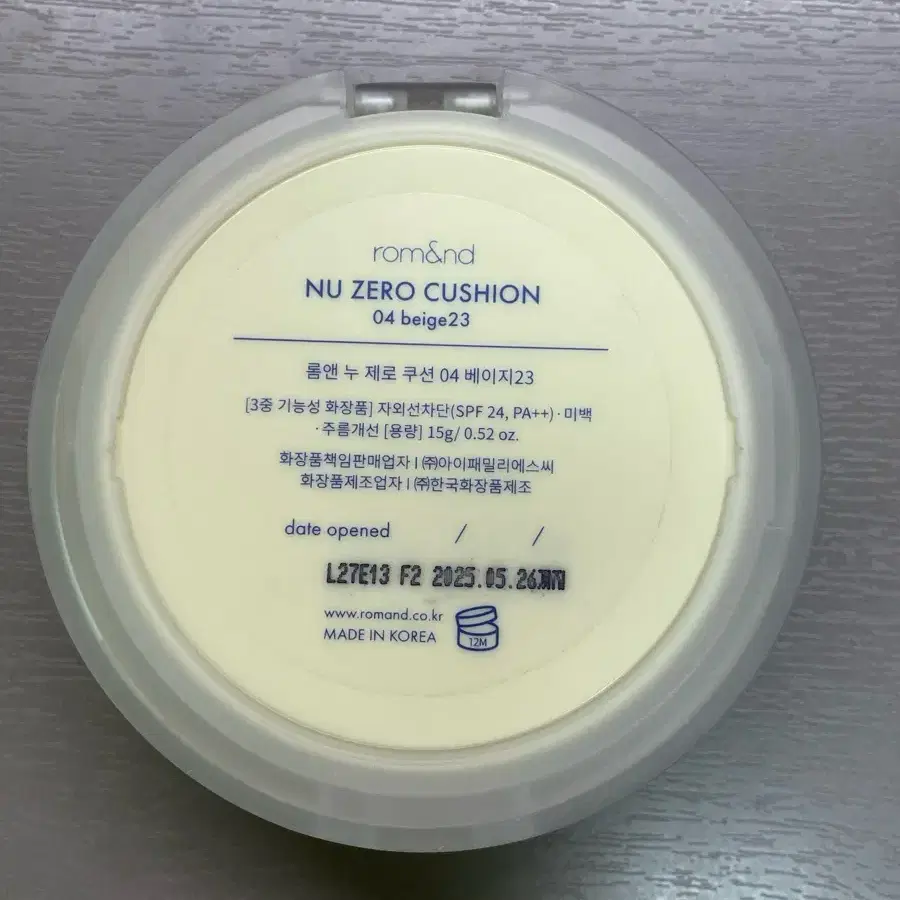 rom&nd
NU ZERO CUSHION
04 beige23
롬앤 누 제로 쿠션 04 베이지23
[3중 기능성 화장품] 자외선차단(SPF 24, PA++)·미백
·주름개선 [용량] 15g/ 0.52 oz.
화장품책임판매업자 | ㈜아이패밀리에스씨
화장품제조업자 | ㈜한국화장품제조
date opened / /
L27E13 F2 2025.05.26까지
www.romand.co.kr
MADE IN KOREA
12M